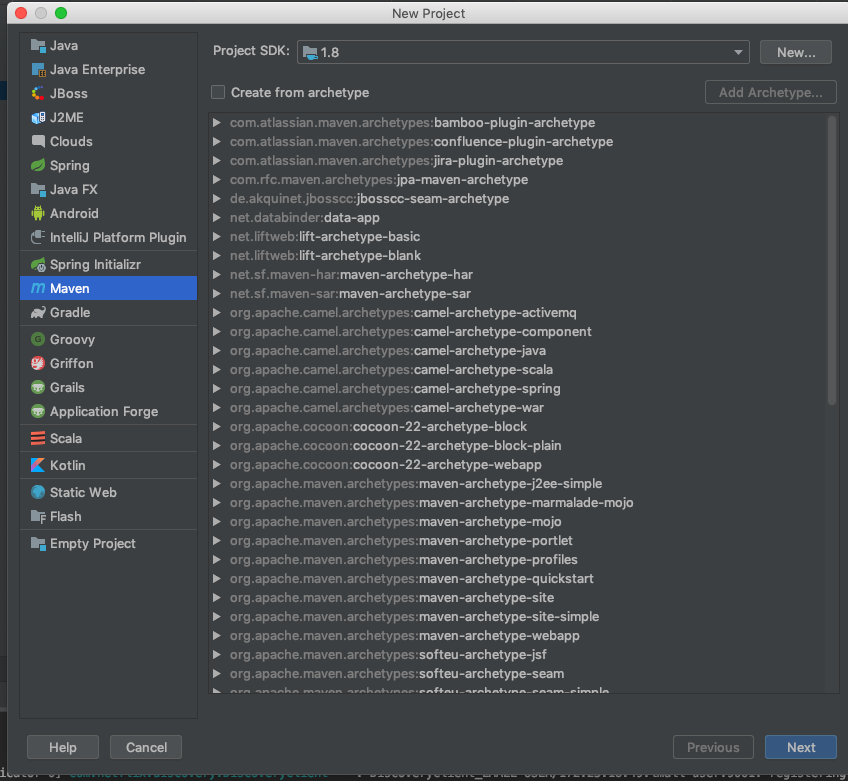 New Project
Java
Java Enterprise
JBoss
J2ME
Clouds
Spring
Java FX
Android
IntelliJ Platform Plugin
Spring Initializr
Maven
Gradle
Groovy
Griffon
Grails
Application Forge
Scala
Kotlin
Static Web
Flash
Empty Project
Project SDK: 1.8 New...
Create from archetype Add Archetype...
com.atlassian.maven.archetypes:bamboo-plugin-archetype
com.atlassian.maven.archetypes:confluence-plugin-archetype
com.atlassian.maven.archetypes:jira-plugin-archetype
com.rfc.maven.archetypes:jpa-maven-archetype
de.akquinet.jbosscc:jbosscc-seam-archetype
net.databinder:data-app
net.liftweb:lift-archetype-basic
net.liftweb:lift-archetype-blank
net.sf.maven-har:maven-archetype-har
net.sf.maven-sar:maven-archetype-sar
org.apache.camel.archetypes:camel-archetype-activemq
org.apache.camel.archetypes:camel-archetype-component
org.apache.camel.archetypes:camel-archetype-java
org.apache.camel.archetypes:camel-archetype-scala
org.apache.camel.archetypes:camel-archetype-spring
org.apache.camel.archetypes:camel-archetype-war
org.apache.cocoon:cocoon-22-archetype-block
org.apache.cocoon:cocoon-22-archetype-block-plain
org.apache.cocoon:cocoon-22-archetype-webapp
org.apache.maven.archetypes:maven-archetype-j2ee-simple
org.apache.maven.archetypes:maven-archetype-marmalade-mojo
org.apache.maven.archetypes:maven-archetype-mojo
org.apache.maven.archetypes:maven-archetype-portlet
org.apache.maven.archetypes:maven-archetype-profiles
org.apache.maven.archetypes:maven-archetype-quickstart
org.apache.maven.archetypes:maven-archetype-site
org.apache.maven.archetypes:maven-archetype-site-simple
org.apache.maven.archetypes:maven-archetype-webapp
org.apache.maven.archetypes:softeu-archetype-jsf
org.apache.maven.archetypes:softeu-archetype-seam
org.apache.maven.archetypes:softeu-archetype-seam-simple
Help Cancel Previous Next